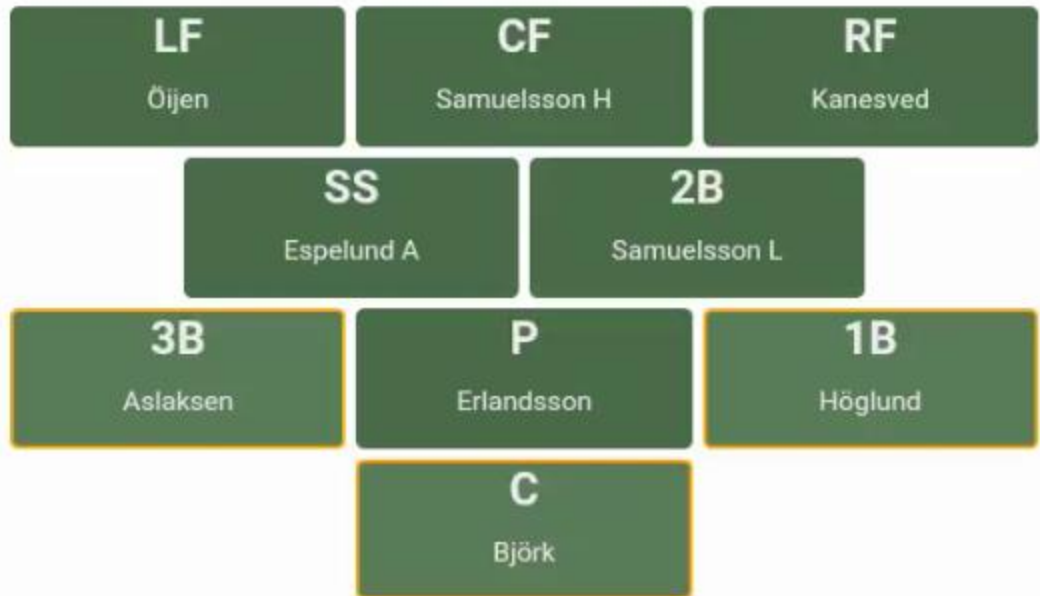 LF
Öijen
CF
Samuelsson H
RF
Kanesved
SS
Espelund A
2B
Samuelsson L
3B
Aslaksen
P
Erlandsson
1B
Höglund
C
Björk